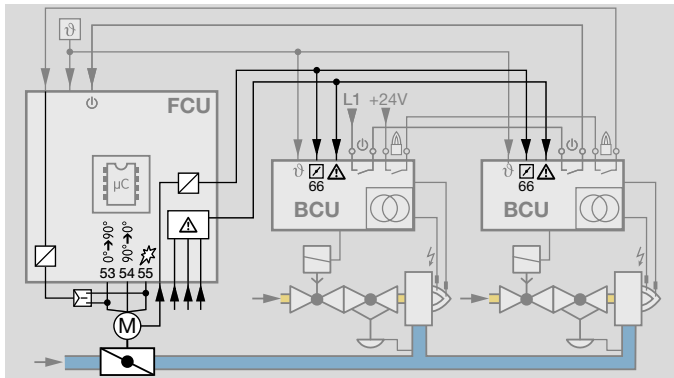 ϑ
FCU
L1 +24V
ϑ
66
BCU
ϑ
66
BCU
µC
0°→90°
90°→0°
53 54 55
M